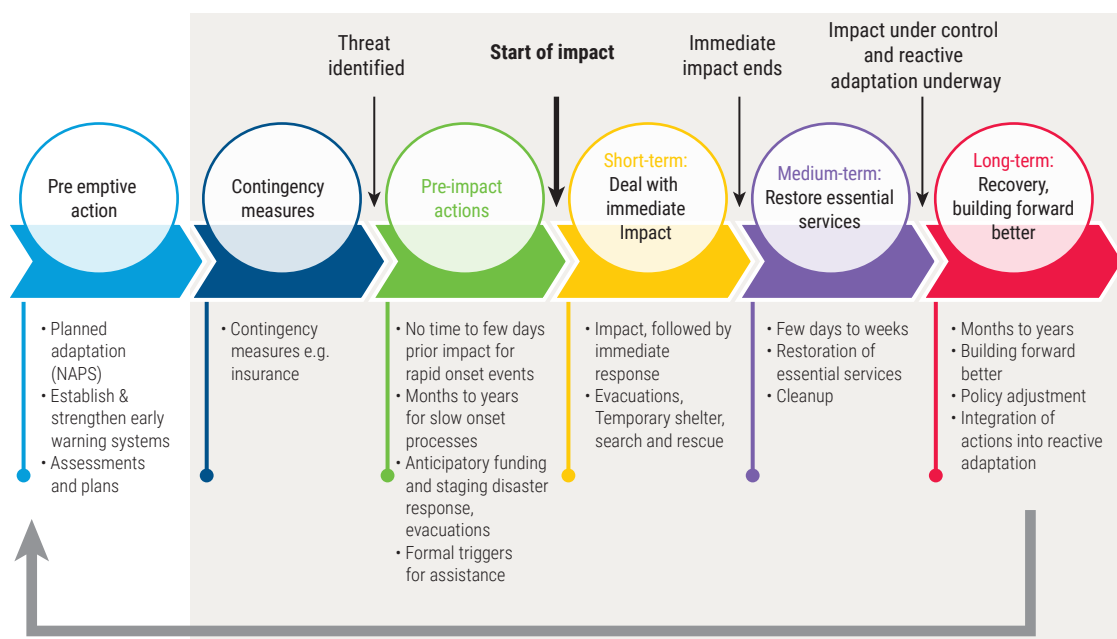 Threat
identified
Start of impact
Immediate
impact ends
Impact under control
and reactive
adaptation underway
Pre emptive
action
Contingency
measures
Pre-impact
actions
Short-term:
Deal with
immediate
Impact
Medium-term:
Restore essential
services
Long-term:
Recovery,
building forward
better
• Planned
adaptation
(NAPS)
• Establish &
strengthen early
warning systems
• Assessments
and plans
• Contingency
measures e.g.
insurance
• No time to few days
prior impact for
rapid onset events
• Months to years
for slow onset
processes
• Anticipatory funding
and staging disaster
response,
evacuations
• Formal triggers
for assistance
• Impact, followed by
immediate
response
• Evacuations,
Temporary shelter,
search and rescue
• Few days to weeks
• Restoration of
essential services
• Cleanup
• Months to years
• Building forward
better
• Policy adjustment
• Integration of
actions into reactive
adaptation